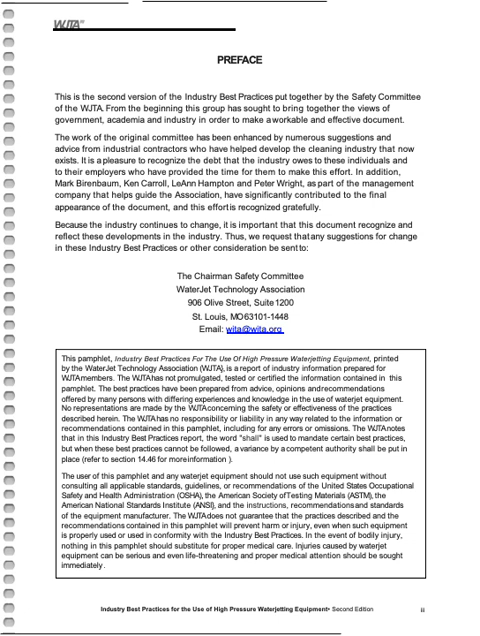 WJTA®
PREFACE
This is the second version of the Industry Best Practices put together by the Safety Committee
of the WJTA. From the beginning this group has sought to bring together the views of
government, academia and industry in order to make a workable and effective document.
The work of the original committee has been enhanced by numerous suggestions and
advice from industrial contractors who have helped develop the cleaning industry that now
exists. It is a pleasure to recognize the debt that the industry owes to these individuals and
to their employers who have provided the time for them to make this effort. In addition,
Mark Birenbaum, Ken Carroll, LeAnn Hampton and Peter Wright, as part of the management
company that helps guide the Association, have significantly contributed to the final
appearance of the document, and this effort is recognized gratefully.
Because the industry continues to change, it is important that this document recognize and
reflect these developments in the industry. Thus, we request that any suggestions for change
in these Industry Best Practices or other consideration be sent to:
The Chairman Safety Committee
WaterJet Technology Association
906 Olive Street, Suite 1200
St. Louis, MO 63101-1448
Email: wita@wita.org
This pamphlet, Industry Best Practices For The Use Of High Pressure Waterjetting Equipment, printed
by the WaterJet Technology Association (WJTA), is a report of industry information prepared for
WJTA members. The WJTA has not promulgated, tested or certified the information contained in this
pamphlet. The best practices have been prepared from advice, opinions and recommendations
offered by many persons with differing experiences and knowledge in the use of waterjet equipment.
No representations are made by the WJTA concerning the safety or effectiveness of the practices
described herein. The WJTA has no responsibility or liability in any way related to the information or
recommendations contained in this pamphlet, including for any errors or omissions. The WJTA notes
that in this Industry Best Practices report, the word "shall" is used to mandate certain best practices,
but when these best practices cannot be followed, a variance by a competent authority shall be put in
place (refer to section 14.46 for more information ).
The user of this pamphlet and any waterjet equipment should not use such equipment without
consulting all applicable standards, guidelines, or recommendations of the United States Occupational
Safety and Health Administration (OSHA), the American Society of Testing Materials (ASTM), the
American National Standards Institute (ANSI), and the instructions, recommendations and standards
of the equipment manufacturer. The WJTA does not guarantee that the practices described and the
recommendations contained in this pamphlet will prevent harm or injury, even when such equipment
is properly used or used in conformity with the Industry Best Practices. In the event of bodily injury,
nothing in this pamphlet should substitute for proper medical care. Injuries caused by waterjet
equipment can be serious and even life-threatening and proper medical attention should be sought
immediately.
Industry Best Practices for the Use of High Pressure Waterjetting Equipment• Second Edition ii